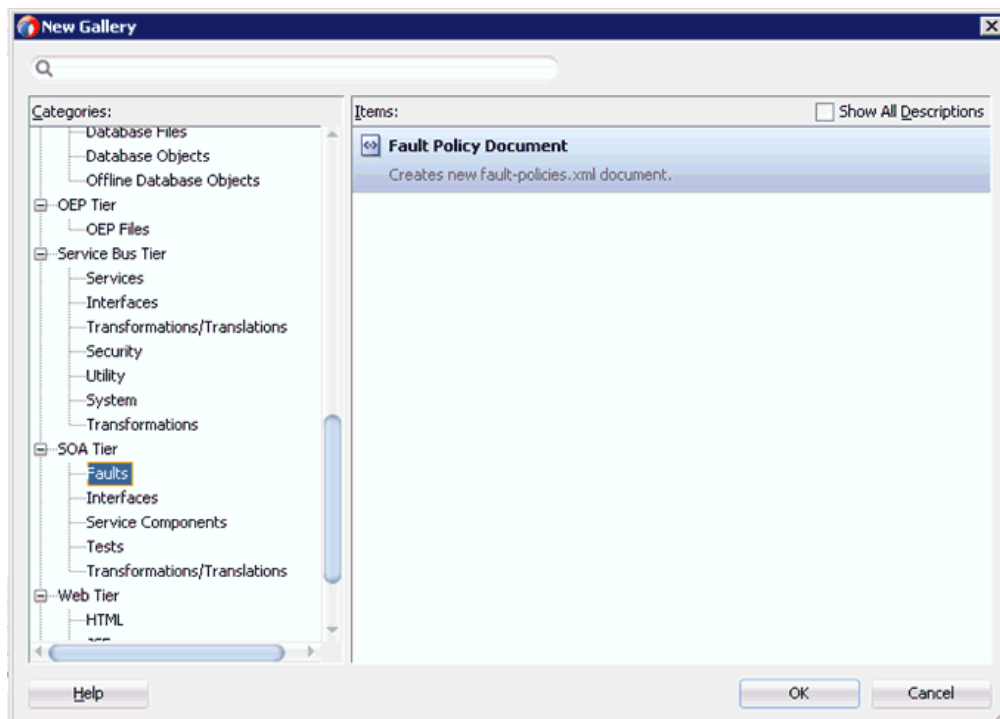 New Gallery
Categories:
Database Files
Database Objects
Offline Database Objects
OEP Tier
OEP Files
Service Bus Tier
Services
Interfaces
Transformations/Translations
Security
Utility
System
Transformations
SOA Tier
Faults
Interfaces
Service Components
Tests
Transformations/Translations
Web Tier
HTML
Items:
Show All Descriptions
Fault Policy Document
Creates new fault-policies.xml document.
Help
OK
Cancel